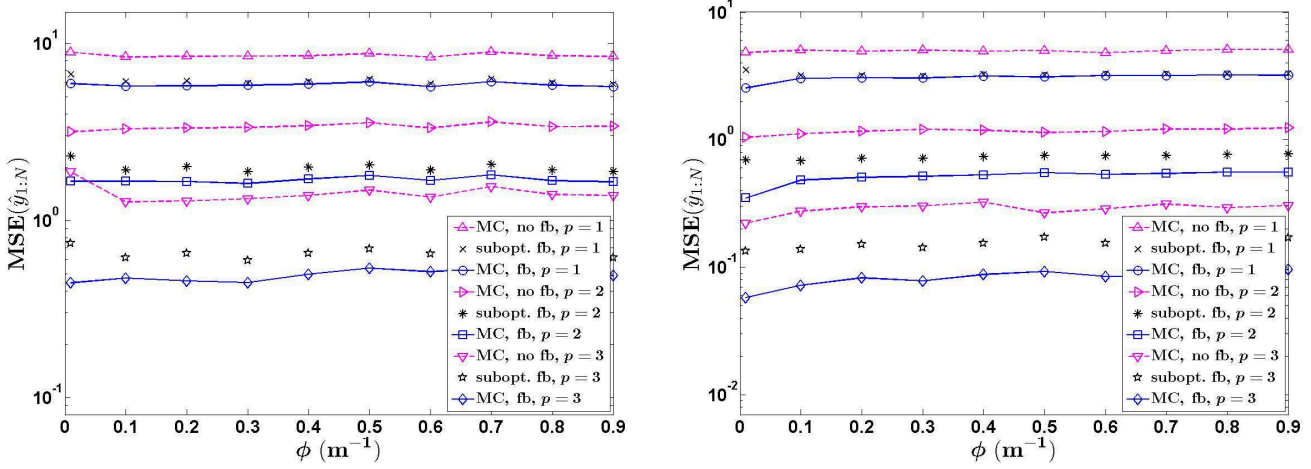 10^1
10^0
10^-1
MSE(ŷ_{1:N})
0 0.1 0.2 0.3 0.4 0.5 0.6 0.7 0.8 0.9
ϕ (m^−1)
MC, no fb, p = 1
subopt. fb, p = 1
MC, fb, p = 1
MC, no fb, p = 2
subopt. fb, p = 2
MC, fb, p = 2
MC, no fb, p = 3
subopt. fb, p = 3
MC, fb, p = 3
10^1
10^0
10^-1
10^-2
MSE(ŷ_{1:N})
0 0.1 0.2 0.3 0.4 0.5 0.6 0.7 0.8 0.9
ϕ (m^−1)
MC, no fb, p = 1
subopt. fb, p = 1
MC, fb, p = 1
MC, no fb, p = 2
subopt. fb, p = 2
MC, fb, p = 2
MC, no fb, p = 3
subopt. fb, p = 3
MC, fb, p = 3